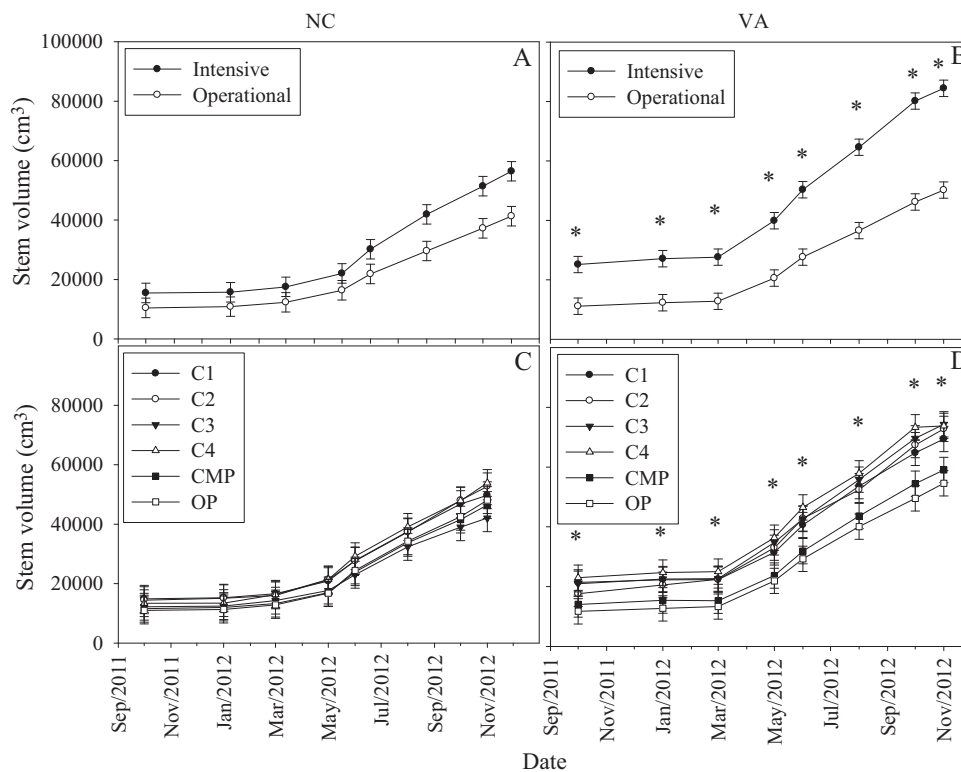 NC
VA
100000
80000
60000
40000
20000
0
Stem volume (cm³)
A
Intensive
Operational
B
Intensive
Operational
* * * * * * * *
80000
60000
40000
20000
0
Stem volume (cm³)
C
C1
C2
C3
C4
CMP
OP
D
C1
C2
C3
C4
CMP
OP
* * * * * * * *
Sep/2011
Nov/2011
Jan/2012
Mar/2012
May/2012
Jul/2012
Sep/2012
Nov/2012
Sep/2011
Nov/2011
Jan/2012
Mar/2012
May/2012
Jul/2012
Sep/2012
Nov/2012
Date